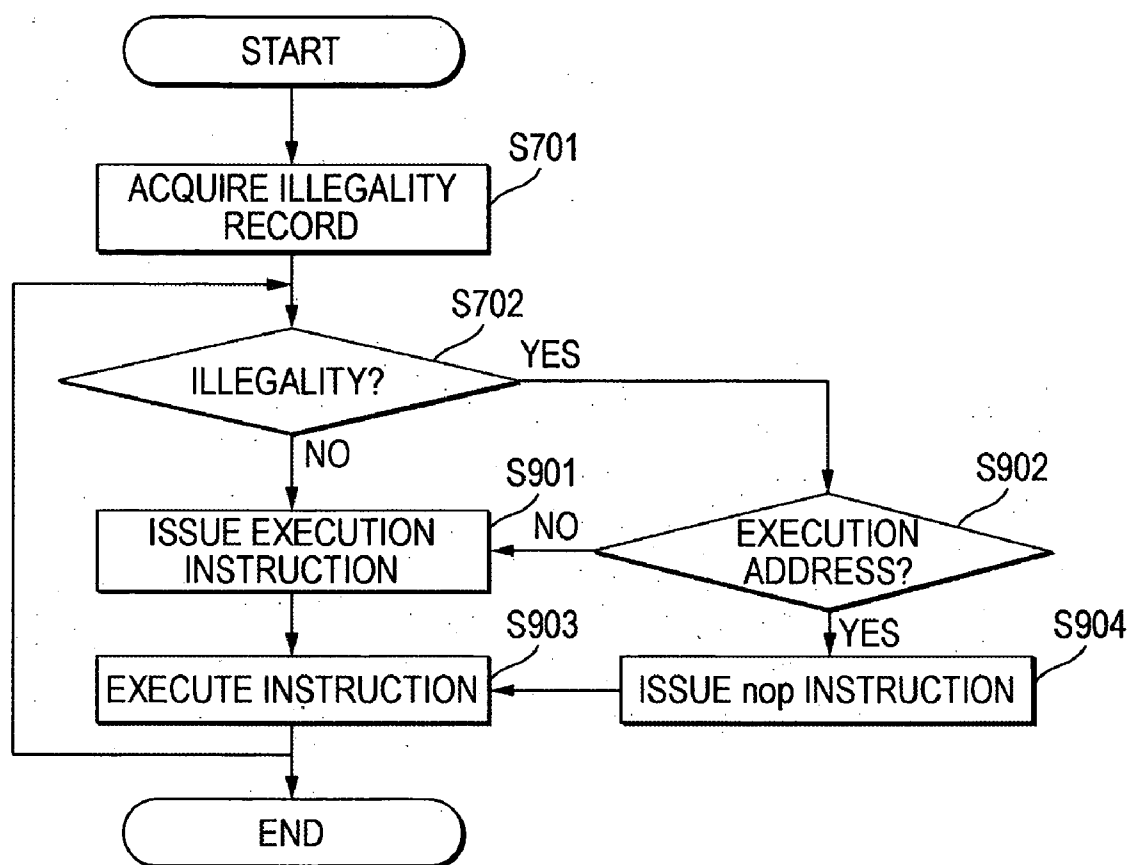 START
S701
ACQUIRE ILLEGALITY
RECORD
S702
ILLEGALITY?
YES
NO
S901
ISSUE EXECUTION
INSTRUCTION
NO
S902
EXECUTION
ADDRESS?
YES
S903
EXECUTE INSTRUCTION
S904
ISSUE nop INSTRUCTION
END